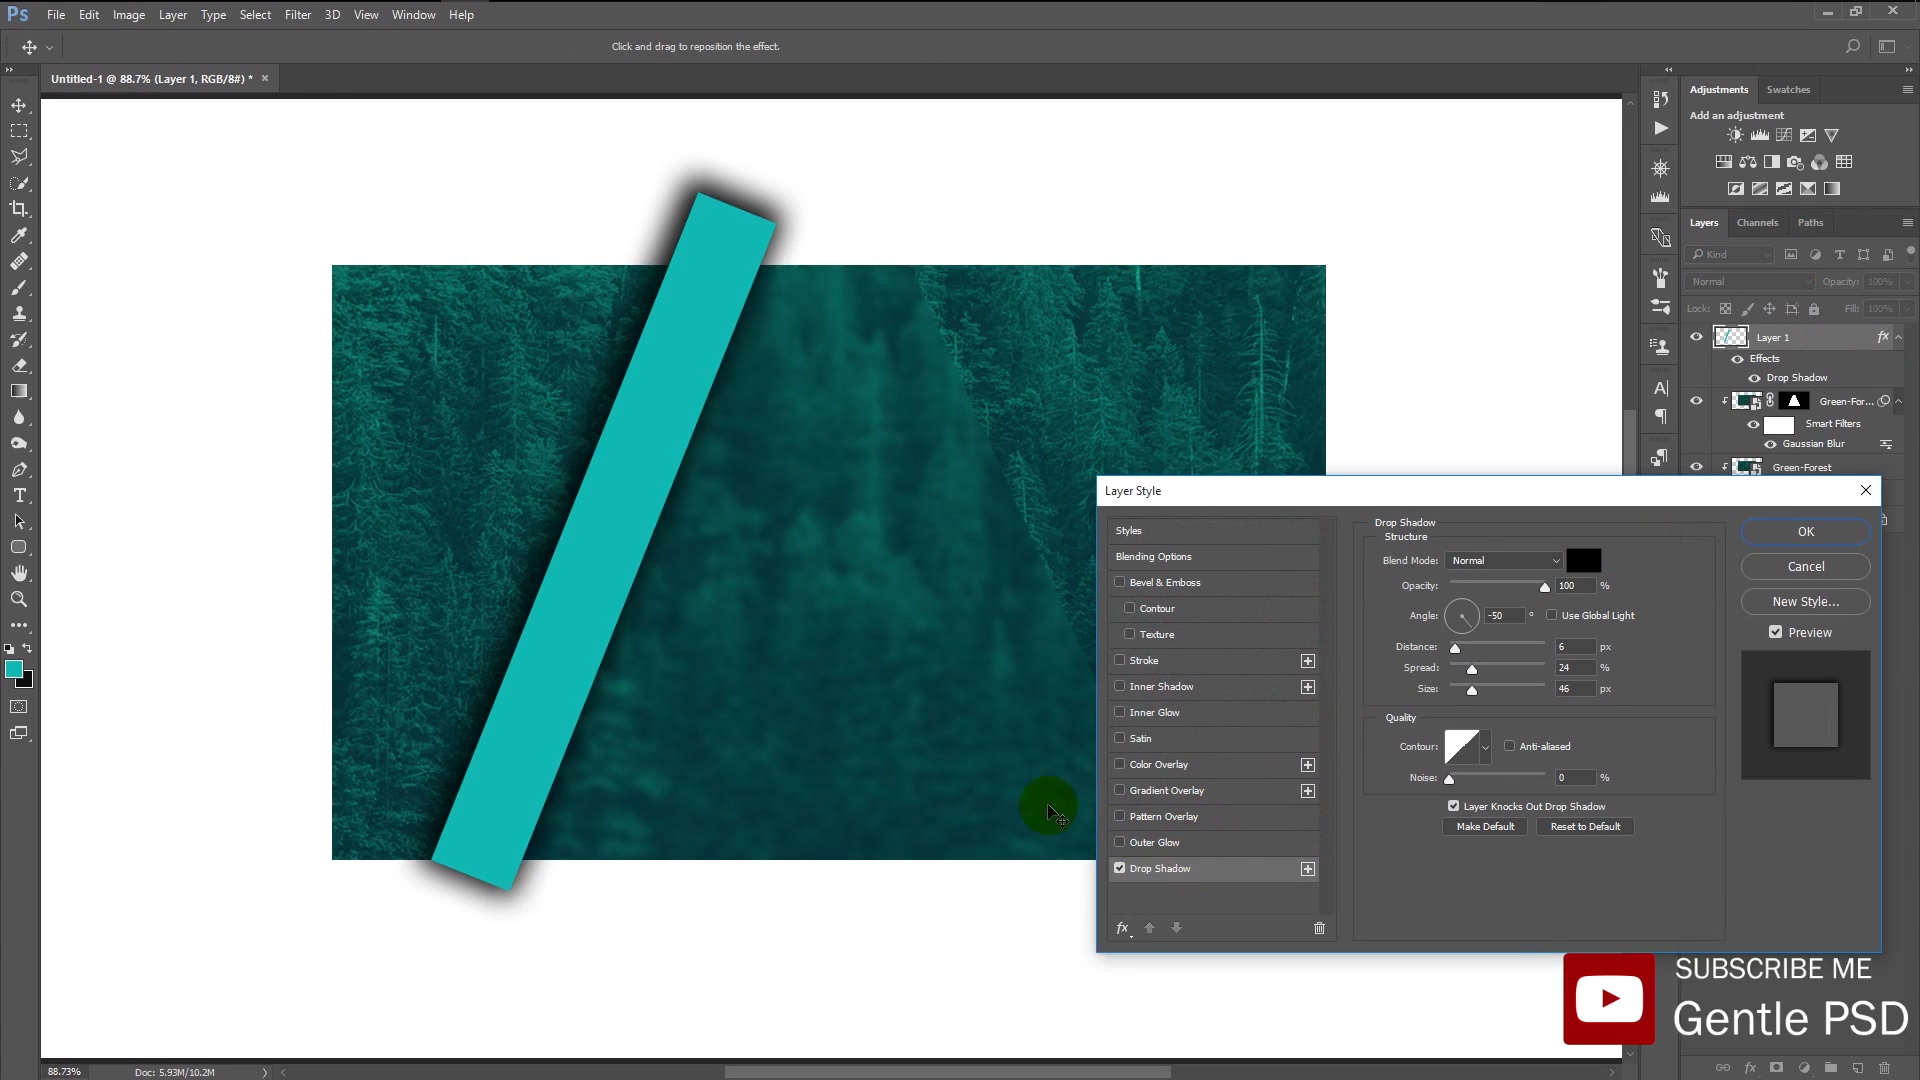 Ps File Edit Image Layer Type Select Filter 3D View Window Help
Click and drag to reposition the effect.
Untitled-1 @ 88.7% (Layer 1, RGB/8#) *
Adjustments Swatches
Add an adjustment
Layers Channels Paths
Kind
Normal Opacity: 100%
Lock: Fill: 100%
Layer 1 fx
Effects
Drop Shadow
Green-For...
Smart Filters
Gaussian Blur
Green-Forest
Layer Style
Styles
Blending Options
Bevel & Emboss
Contour
Texture
Stroke
Inner Shadow
Inner Glow
Satin
Color Overlay
Gradient Overlay
Pattern Overlay
Outer Glow
Drop Shadow
fx
Drop Shadow
Structure
Blend Mode: Normal
Opacity: 100 %
Angle: -50 ° Use Global Light
Distance: 6 px
Spread: 24 %
Size: 46 px
Quality
Contour: Anti-aliased
Noise: 0 %
Layer Knocks Out Drop Shadow
Make Default Reset to Default
OK
Cancel
New Style...
Preview
SUBSCRIBE ME
Gentle PSD
88.73% Doc: 5.93M/10.2M
fx